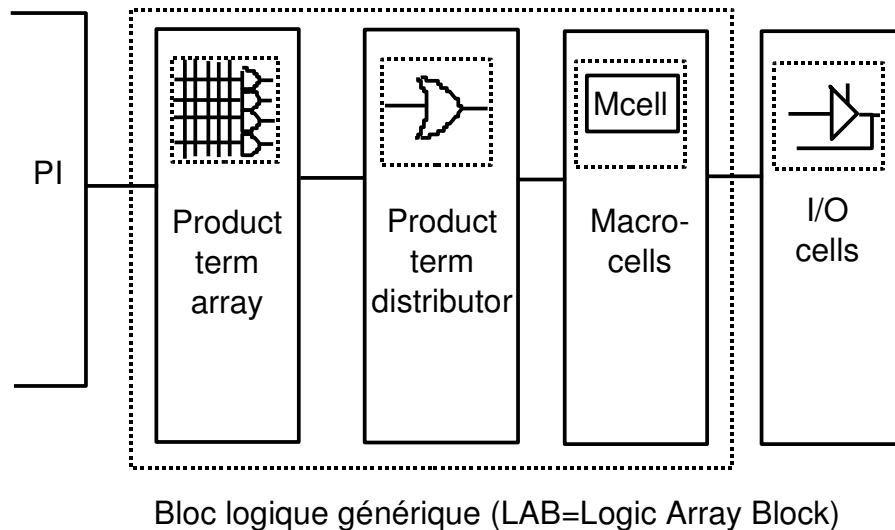 PI
Product
term
array
Product
term
distributor
Mcell
Macro-
cells
I/O
cells
Bloc logique générique (LAB=Logic Array Block)